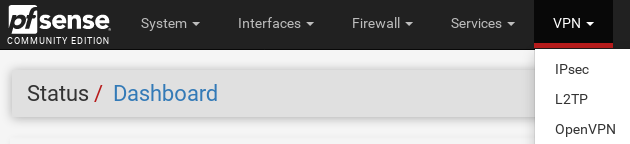 pfsense
COMMUNITY EDITION
System Interfaces Firewall Services VPN
Status / Dashboard
IPsec
L2TP
OpenVPN